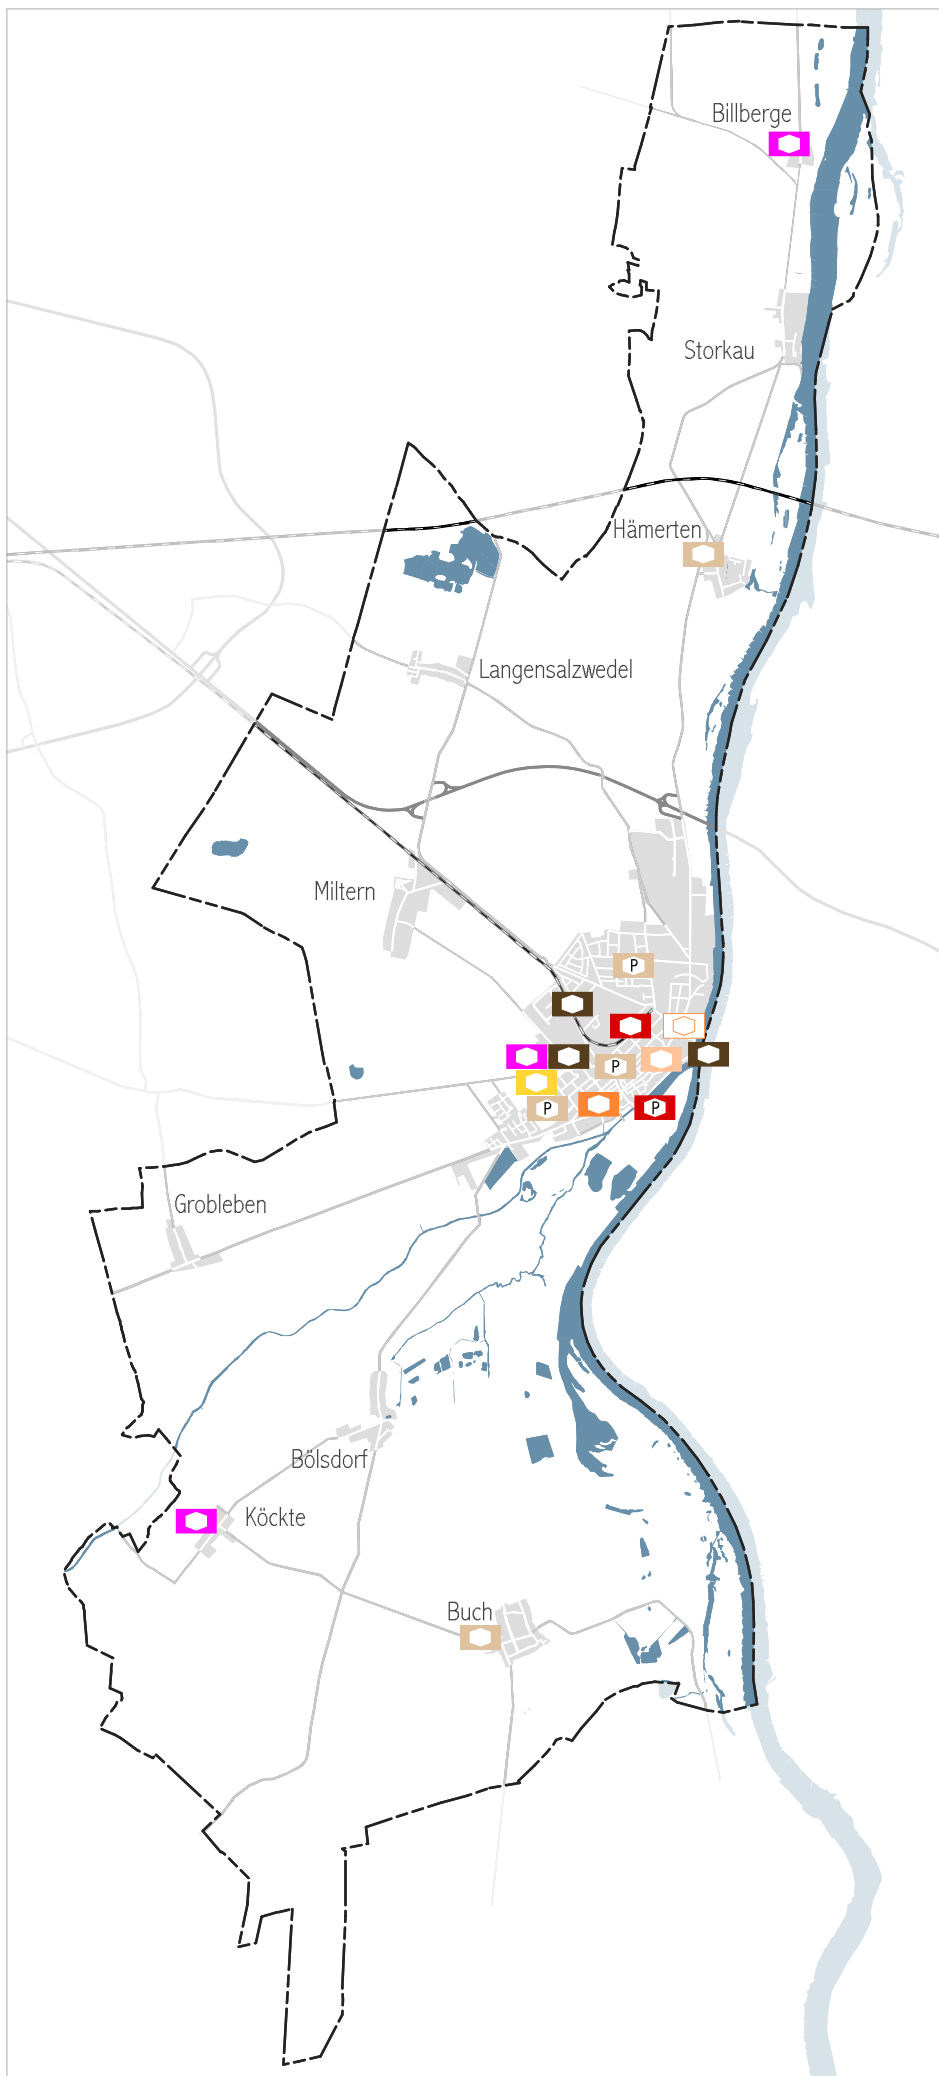 Billberge
Storkau
Hämerten
Langensalzwedel
Miltern
P
P
P
P
Grobleben
Bölsdorf
Köckte
Buch